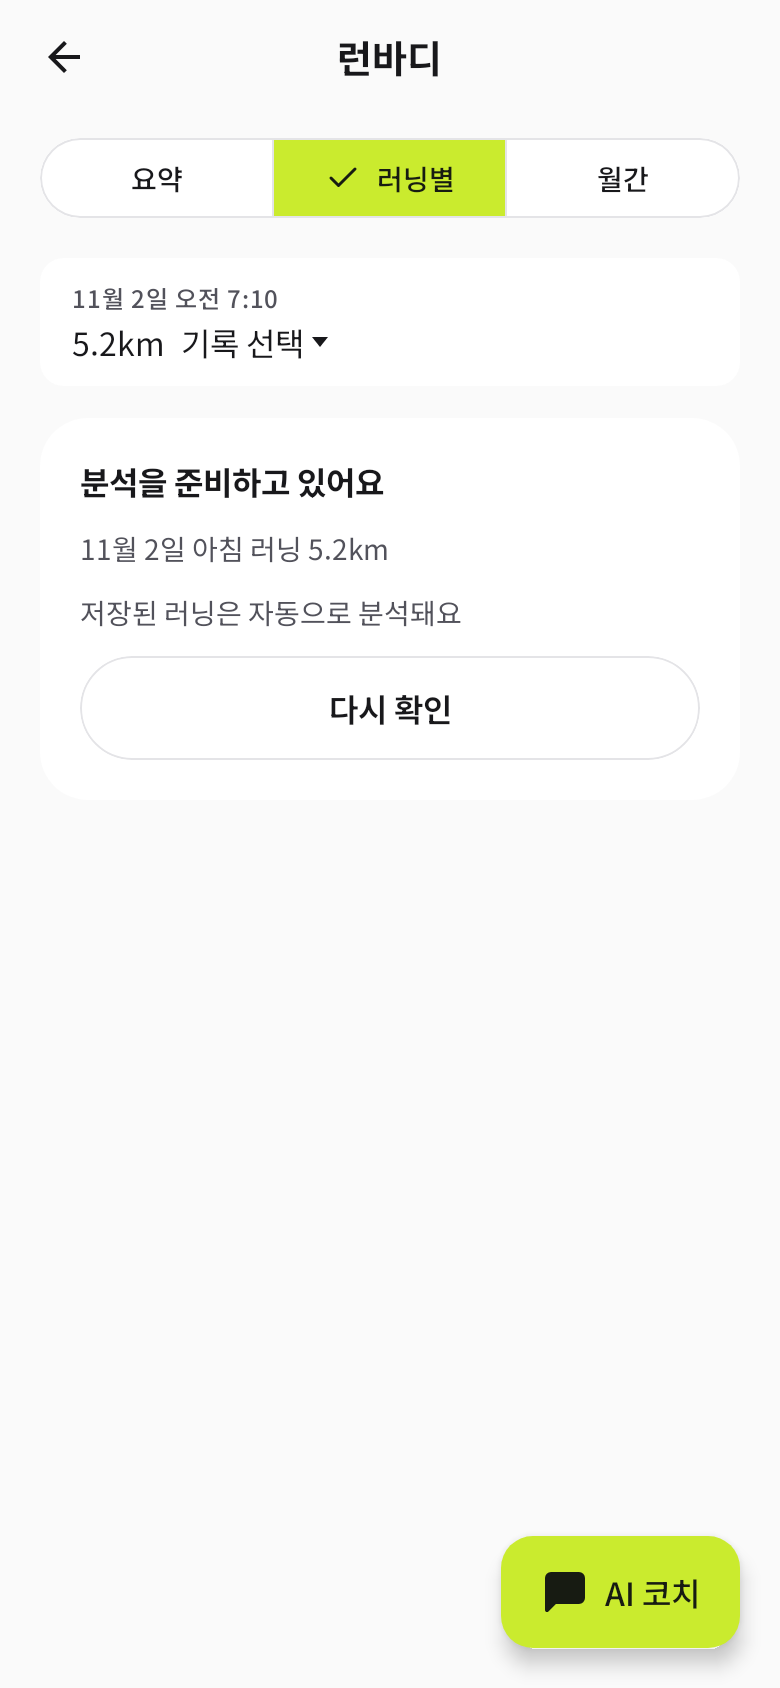 런바디
요약
러닝별
월간
11월 2일 오전 7:10
5.2km 기록 선택
분석을 준비하고 있어요
11월 2일 아침 러닝 5.2km
저장된 러닝은 자동으로 분석돼요
다시 확인
AI 코치